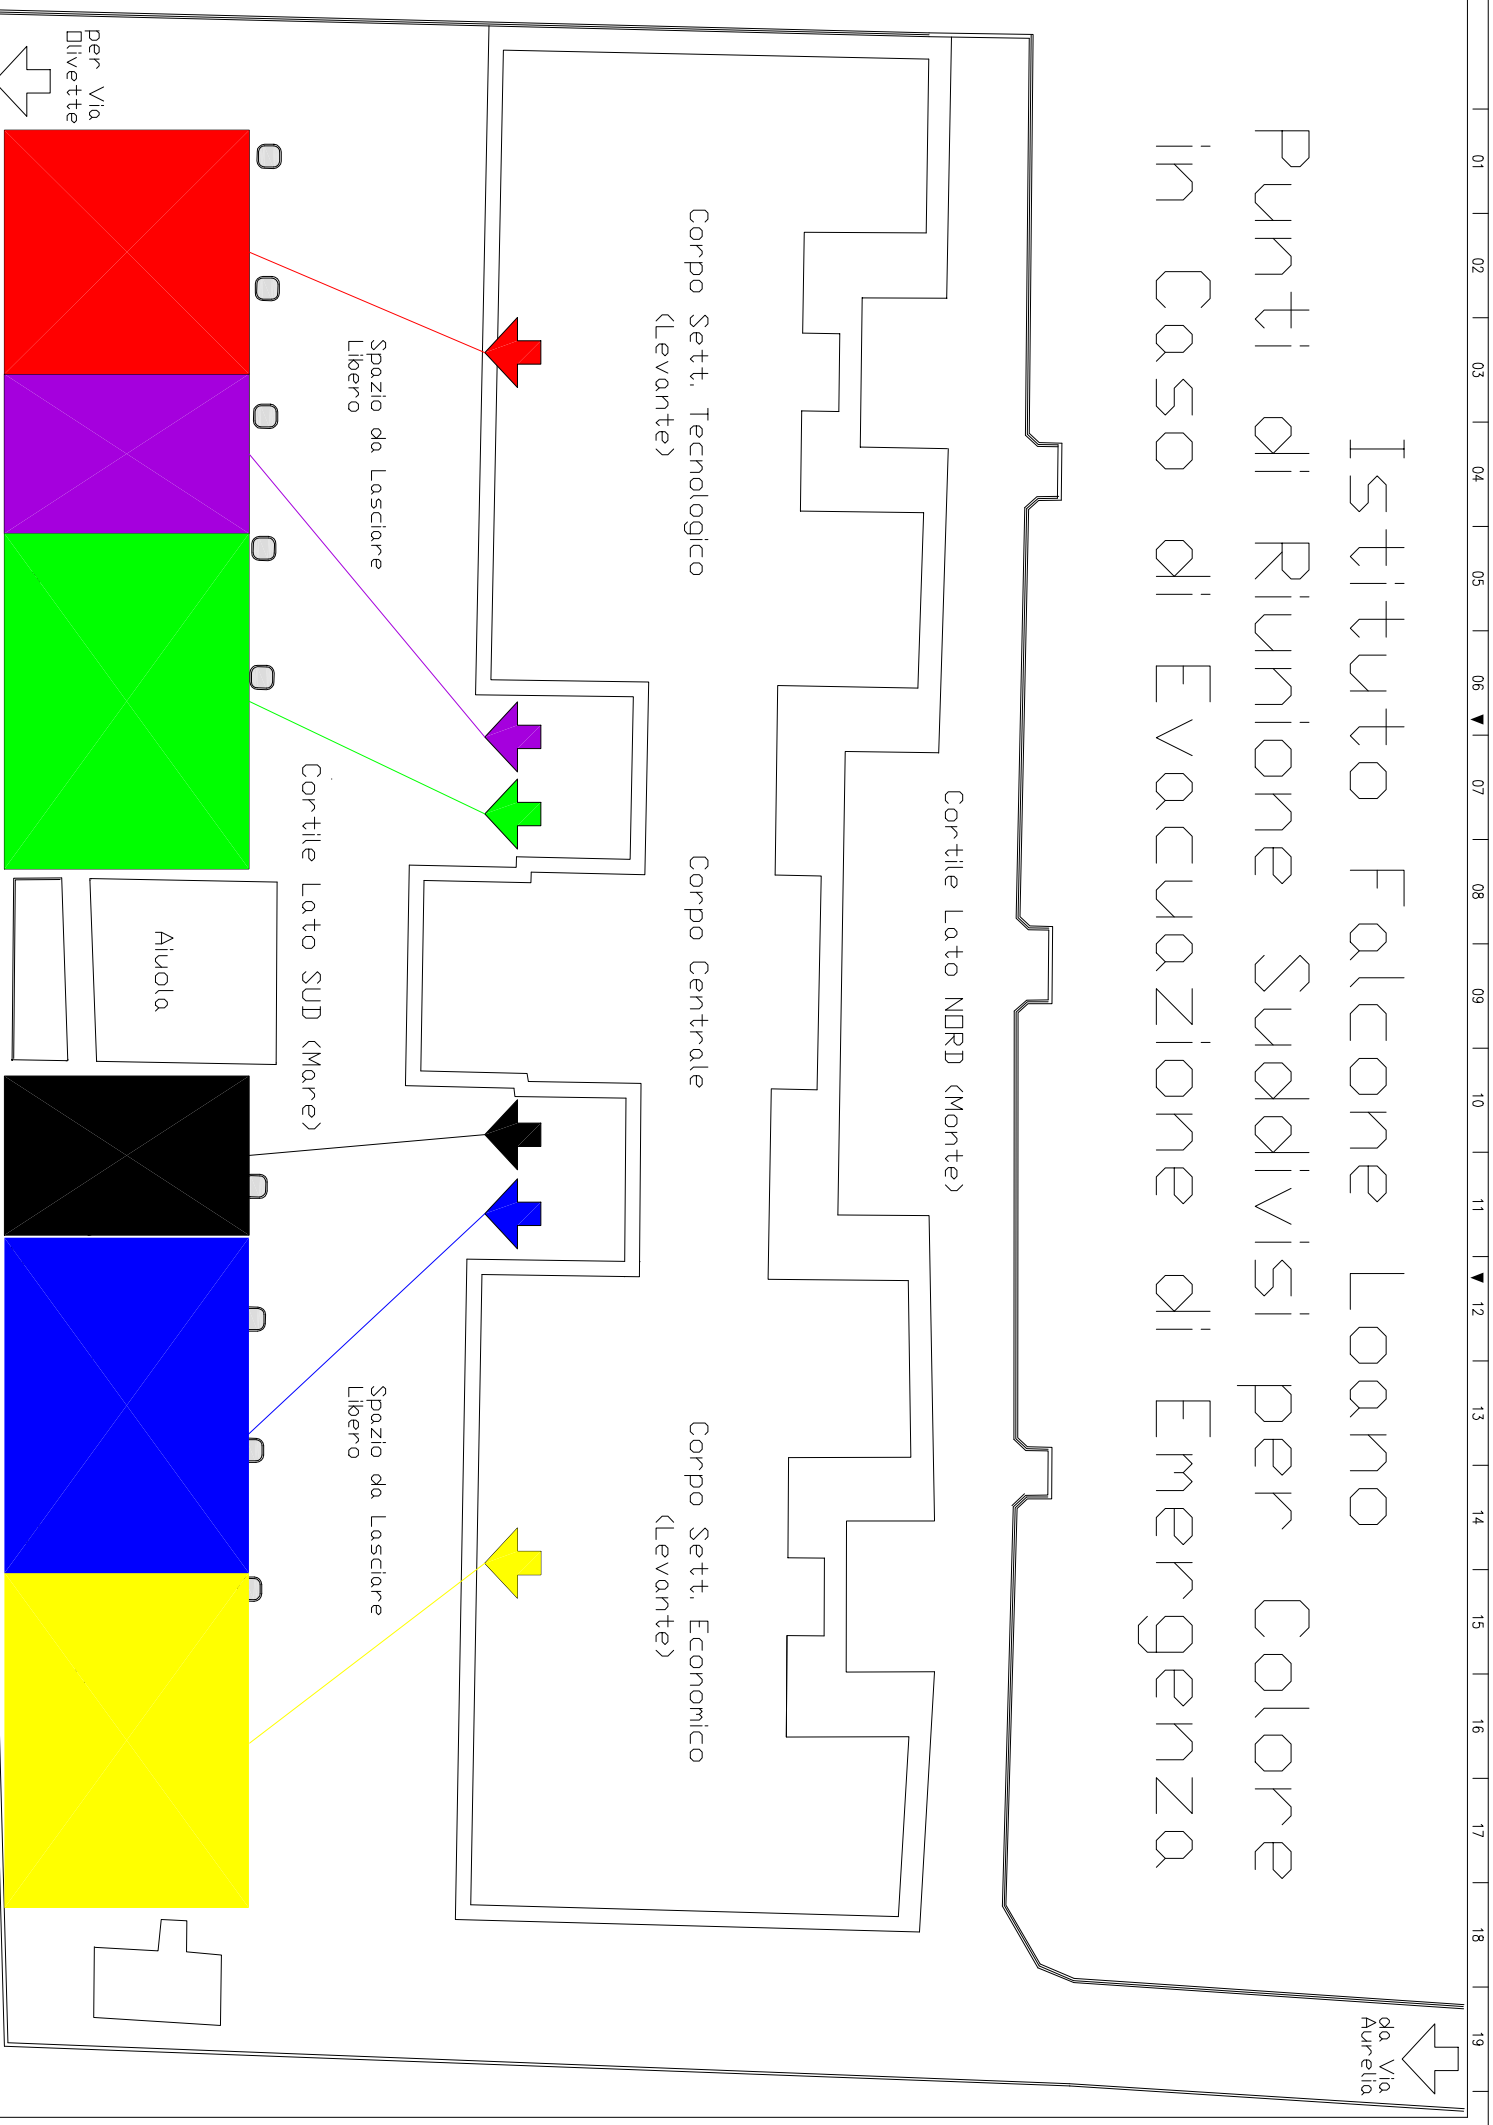 01
02
03
04
05
06
07
08
09
10
11
12
13
14
15
16
17
18
19
Istituto Falcone Loano
Punti di Riunione Suddivisi per Colore
in Caso di Evacuazione di Emergenza
da Via
Aurelia
Cortile Lato NORD (Monte)
Corpo Sett. Tecnologico
(Levante)
Corpo Centrale
Corpo Sett. Economico
(Levante)
Spazio da Lasciare
Libero
Spazio da Lasciare
Libero
Cortile Lato SUD (Mare)
Aiuola
per Via
Olivette